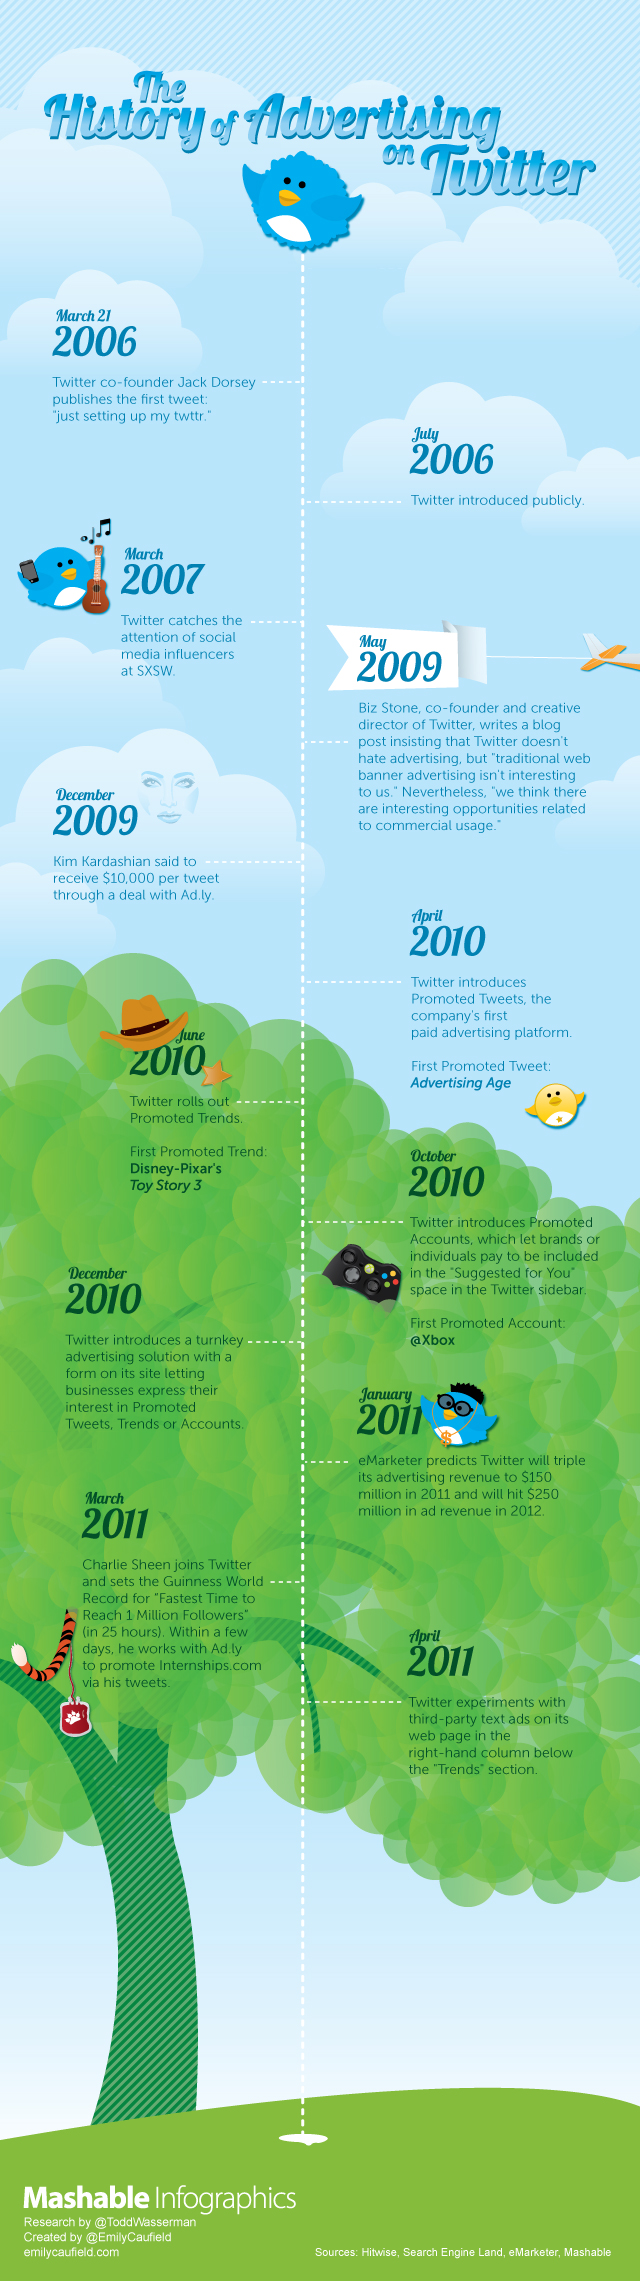 The
History of Advertising
on Twitter
March 21
2006
Twitter co-founder Jack Dorsey
publishes the first tweet:
"just setting up my twttr."
July
2006
Twitter introduced publicly.
March
2007
Twitter catches the
attention of social
media influencers
at SXSW.
May
2009
Biz Stone, co-founder and creative
director of Twitter, writes a blog
post insisting that Twitter doesn't
hate advertising, but "traditional web
banner advertising isn't interesting
to us." Nevertheless, "we think there
are interesting opportunities related
to commercial usage."
December
2009
Kim Kardashian said to
receive $10,000 per tweet
through a deal with Ad.ly.
April
2010
Twitter introduces
Promoted Tweets, the
company's first
paid advertising platform.
First Promoted Tweet:
Advertising Age
June
2010
Twitter rolls out
Promoted Trends.
First Promoted Trend:
Disney-Pixar's
Toy Story 3
October
2010
Twitter introduces Promoted
Accounts, which let brands or
individuals pay to be included
in the "Suggested for You"
space in the Twitter sidebar.
First Promoted Account:
@Xbox
December
2010
Twitter introduces a turnkey
advertising solution with a
form on its site letting
businesses express their
interest in Promoted
Tweets, Trends or Accounts.
January
2011
$
eMarketer predicts Twitter will triple
its advertising revenue to $150
million in 2011 and will hit $250
million in ad revenue in 2012.
March
2011
Charlie Sheen joins Twitter
and sets the Guinness World
Record for "Fastest Time to
Reach 1 Million Followers"
(in 25 hours). Within a few
days, he works with Ad.ly
to promote Internships.com
via his tweets.
April
2011
Twitter experiments with
third-party text ads on its
web page in the
right-hand column below
the "Trends" section.
Mashable Infographics
Research by @ToddWasserman
Created by @EmilyCaufield
emilycaufield.com
Sources: Hitwise, Search Engine Land, eMarketer, Mashable